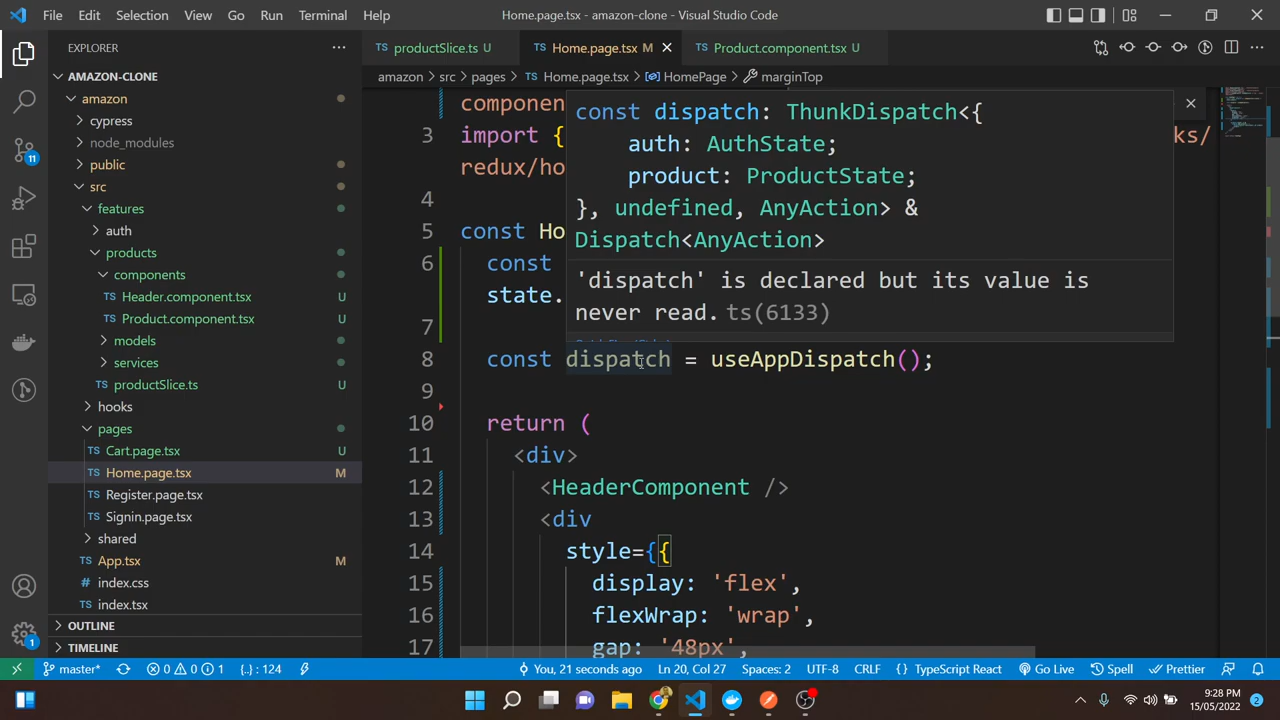 File Edit Selection View Go Run Terminal Help
Home.page.tsx - amazon-clone - Visual Studio Code
EXPLORER
AMAZON-CLONE
amazon
cypress
node_modules
public
src
features
auth
products
components
Header.component.tsx U
Product.component.tsx U
models
services
productSlice.ts U
hooks
pages
Cart.page.tsx U
Home.page.tsx M
Register.page.tsx
Signin.page.tsx
shared
App.tsx M
index.css
index.tsx
OUTLINE
TIMELINE
11
1
TS productSlice.ts U TS Home.page.tsx M TS Product.component.tsx U
amazon > src > pages > TS Home.page.tsx > HomePage > marginTop
componen
3 import { ks/
redux/ho
4
5 const Ho
6 const
state.
7
const dispatch: ThunkDispatch<{
auth: AuthState;
product: ProductState;
}, undefined, AnyAction> &
Dispatch<AnyAction>
'dispatch' is declared but its value is
never read. ts(6133)
8 const dispatch = useAppDispatch();
9
10 return (
11 <div>
12 <HeaderComponent />
13 <div
14 style={{
15 display: 'flex',
16 flexWrap: 'wrap',
17 gap: '48px',
master* 0 0 1 {..} : 124 You, 21 seconds ago Ln 20, Col 27 Spaces: 2 UTF-8 CRLF { } TypeScript React Go Live Spell Prettier
9:28 PM
15/05/2022
2